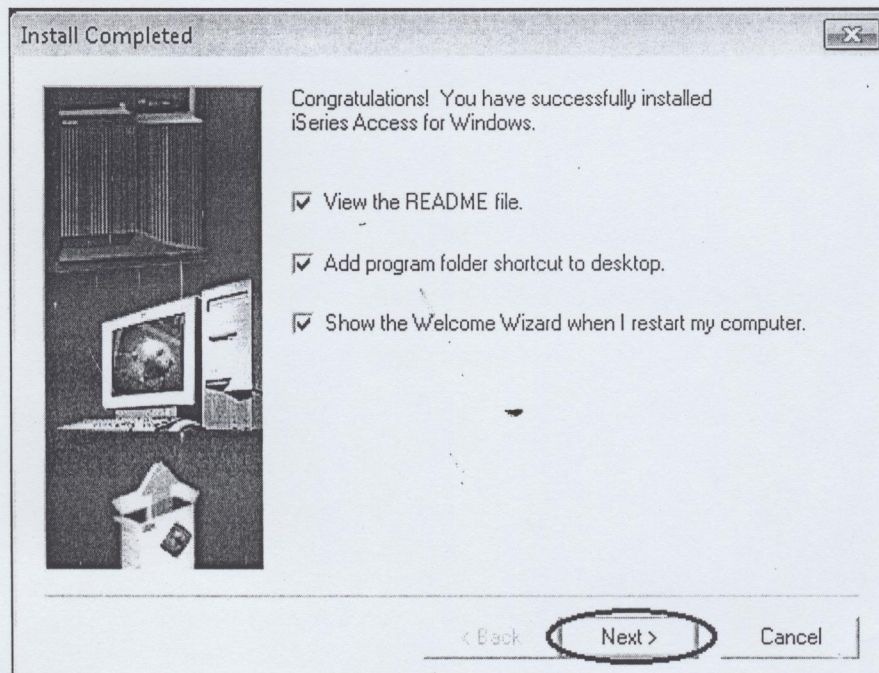 Install Completed
Congratulations! You have successfully installed
iSeries Access for Windows.
View the README file.
Add program folder shortcut to desktop.
Show the Welcome Wizard when I restart my computer.
< Back
Next >
Cancel